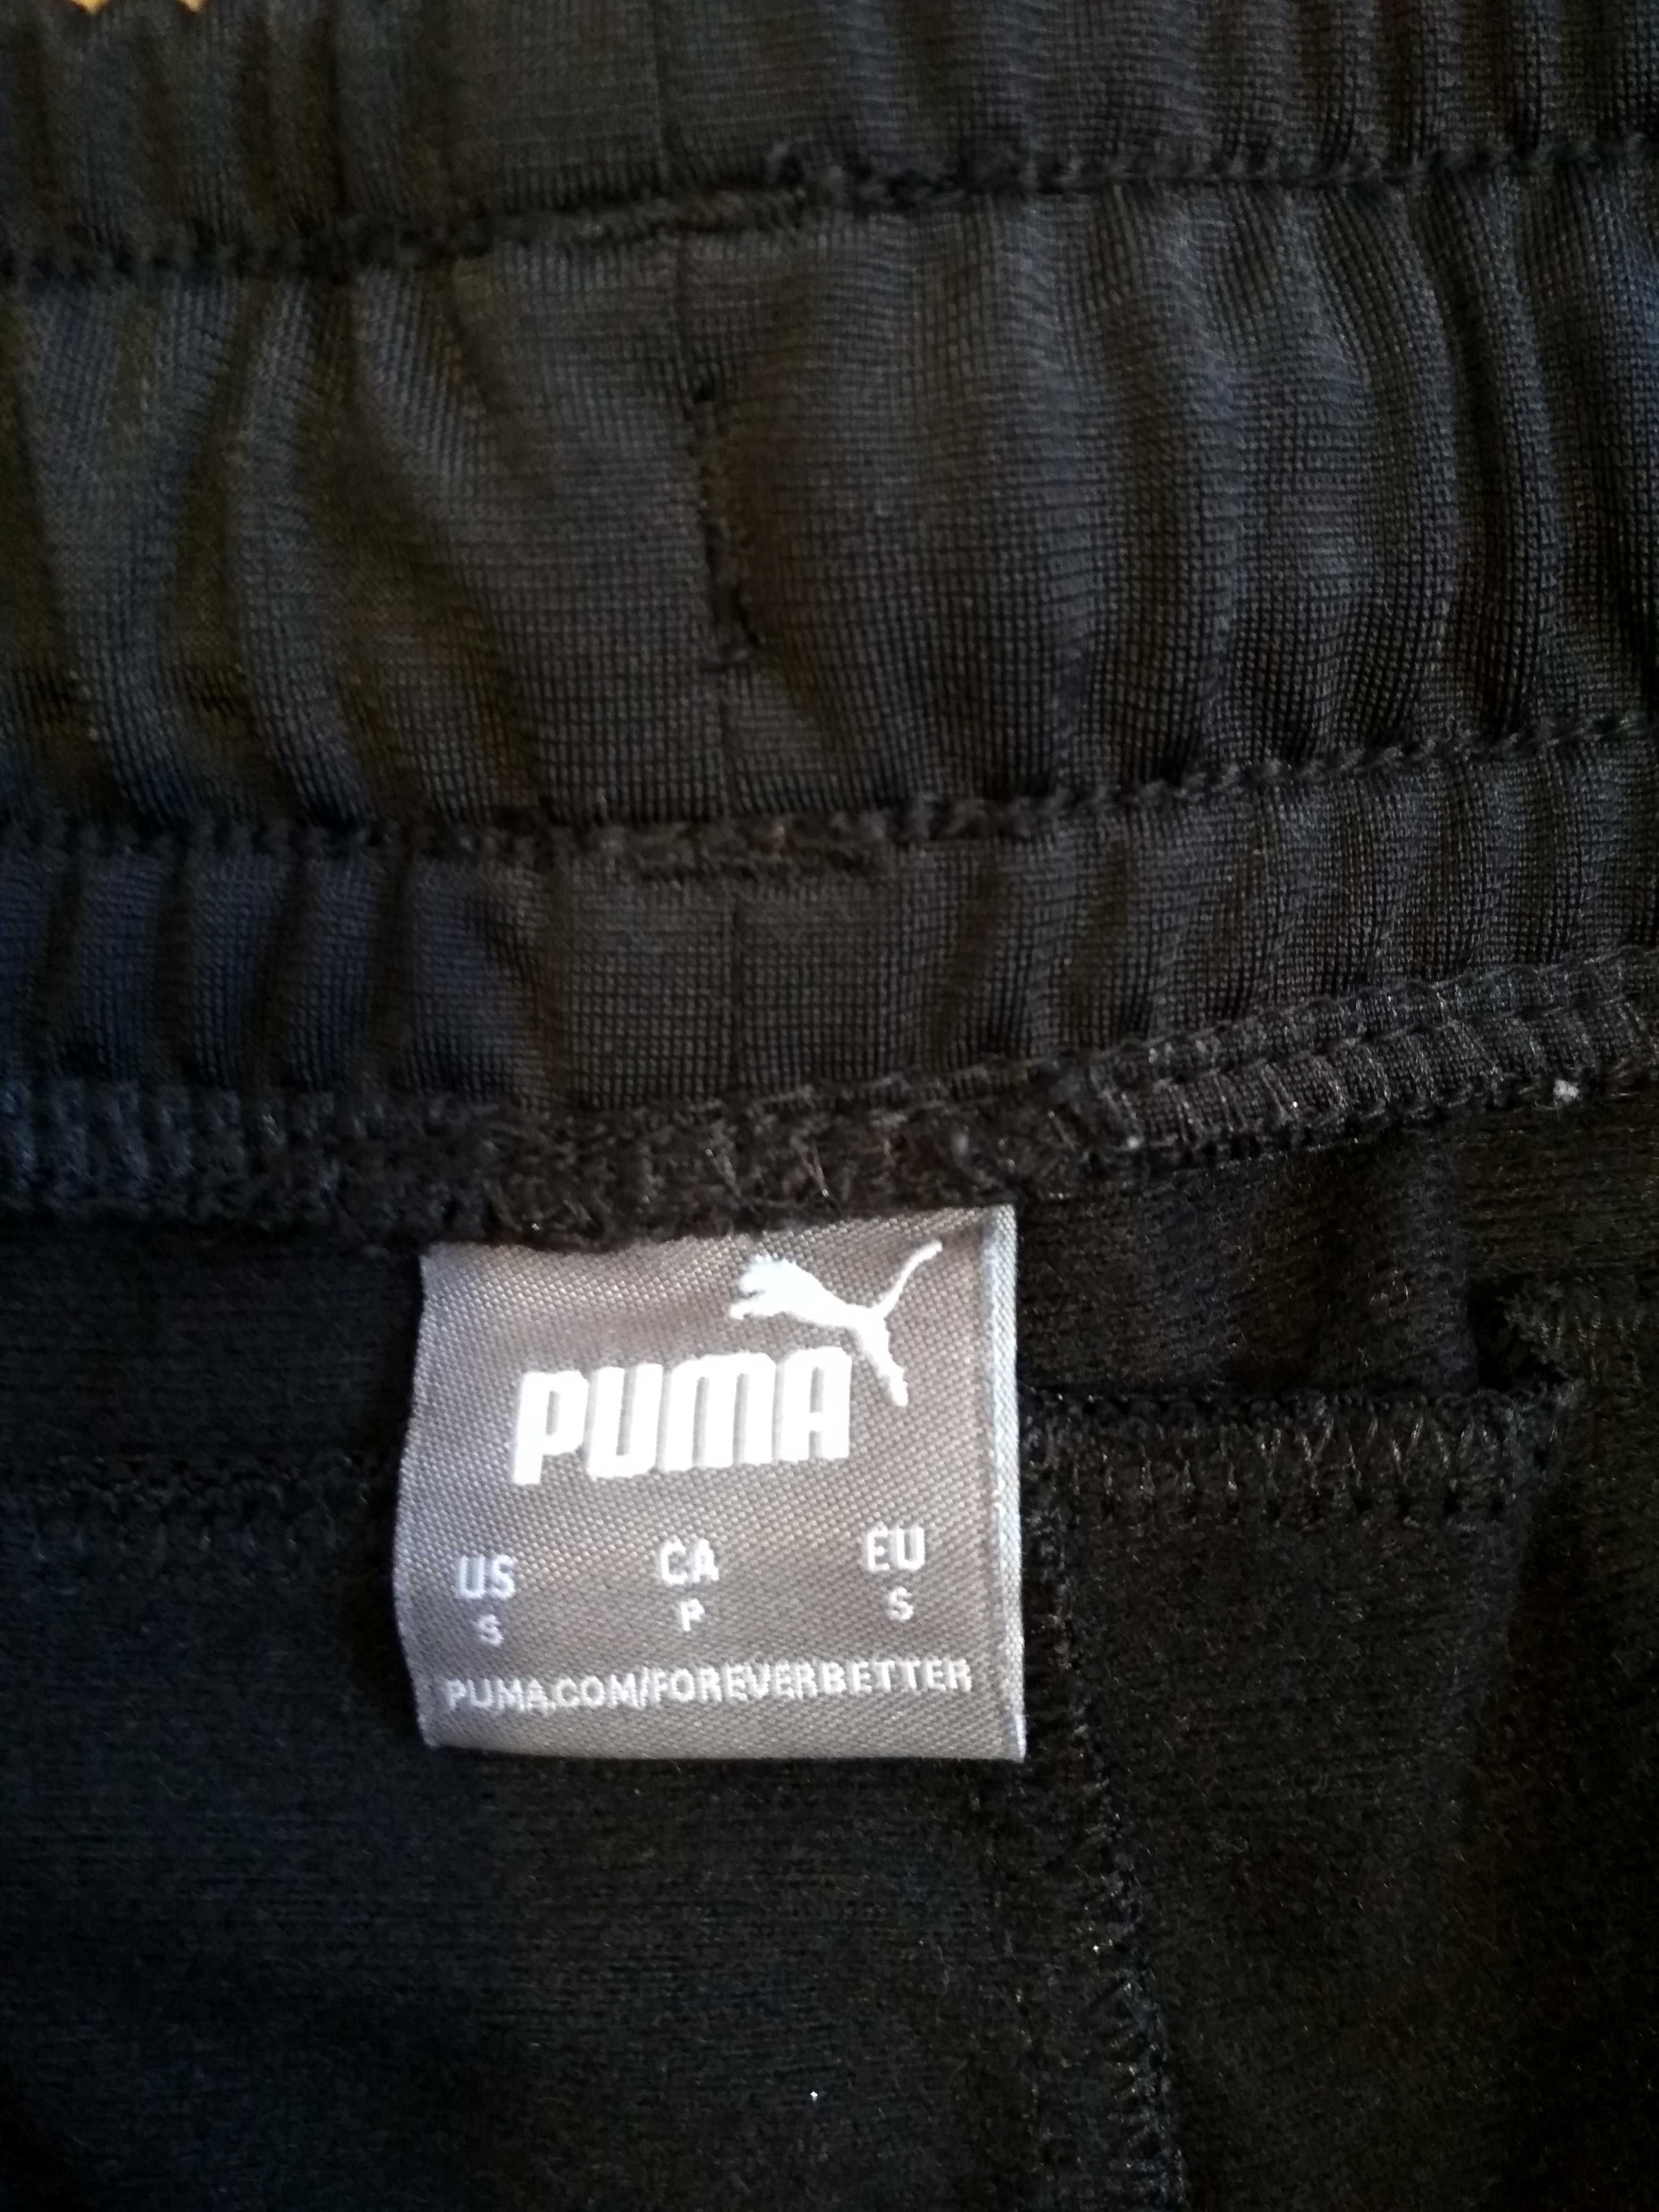 PUMA
US CA EU
S P S
PUMA.COM/FOREVERBETTER